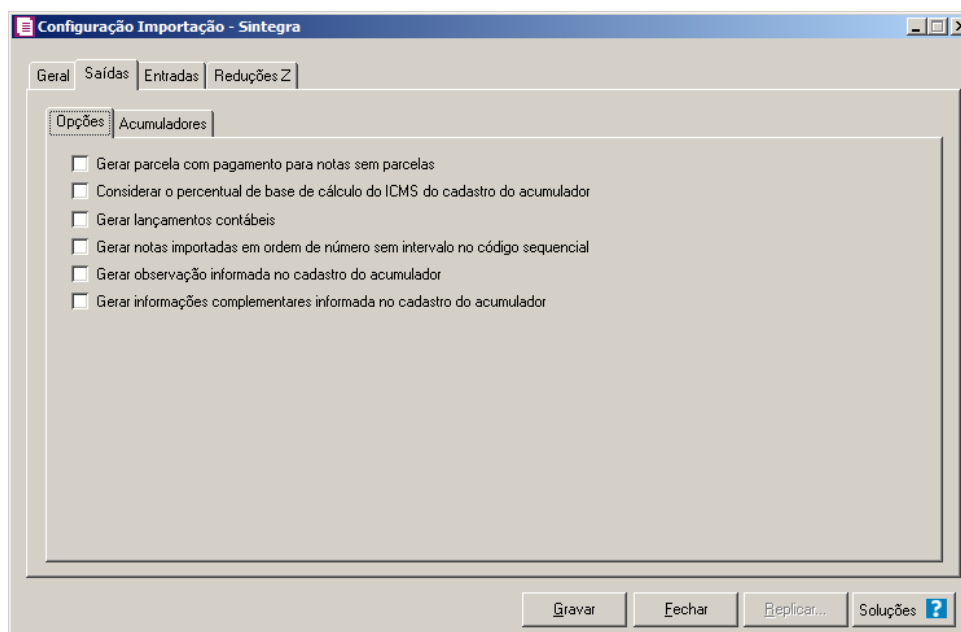 Configuração Importação - Sintegra
Geral Saídas Entradas Reduções Z
Opções Acumuladores
Gerar parcela com pagamento para notas sem parcelas
Considerar o percentual de base de cálculo do ICMS do cadastro do acumulador
Gerar lançamentos contábeis
Gerar notas importadas em ordem de número sem intervalo no código sequencial
Gerar observação informada no cadastro do acumulador
Gerar informações complementares informada no cadastro do acumulador
Gravar Fechar Replicar... Soluções ?